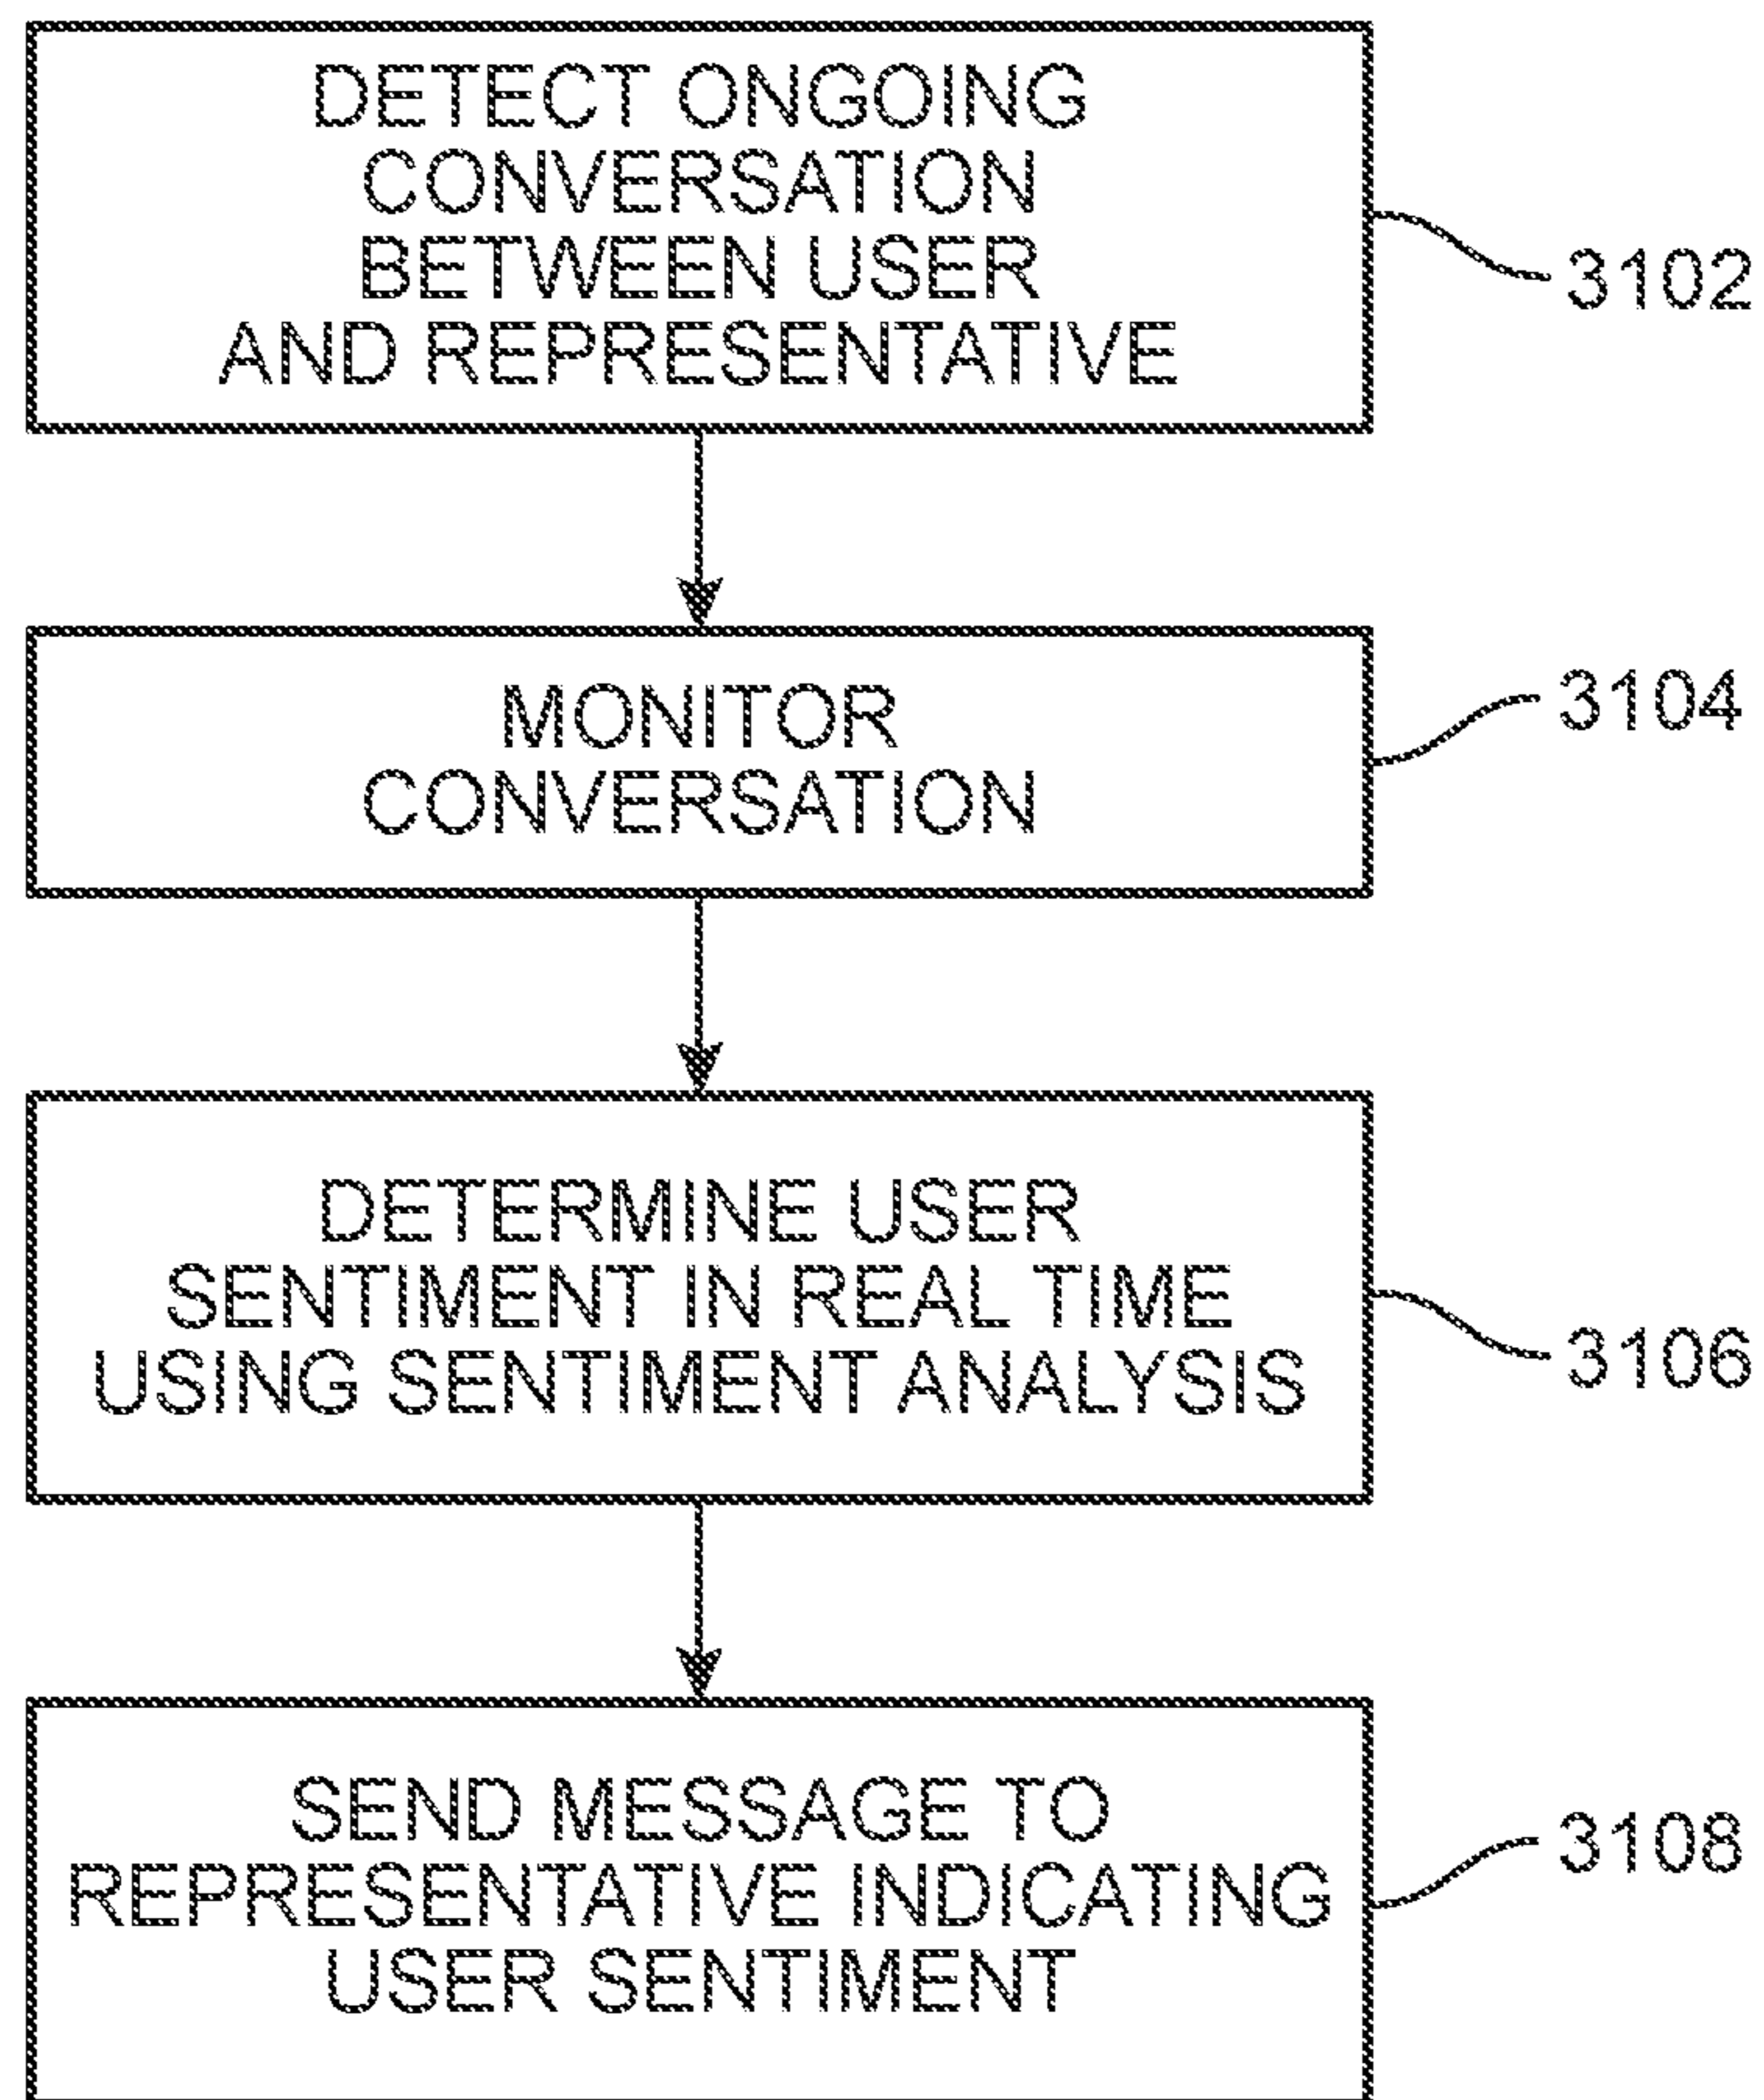 DETECT ONGOING
CONVERSATION
BETWEEN USER
AND REPRESENTATIVE
3102
MONITOR
CONVERSATION
3104
DETERMINE USER
SENTIMENT IN REAL TIME
USING SENTIMENT ANALYSIS
3106
SEND MESSAGE TO
REPRESENTATIVE INDICATING
USER SENTIMENT
3108